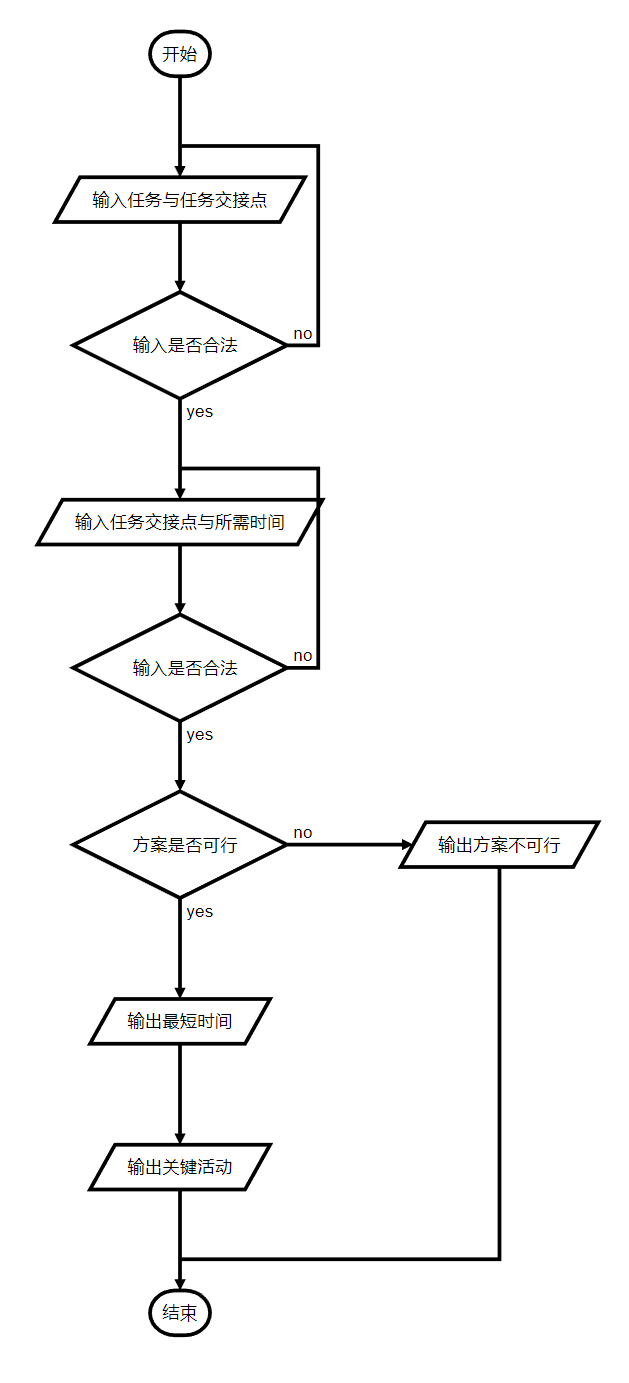 开始
输入任务与任务交接点
输入是否合法
no
yes
输入任务交接点与所需时间
输入是否合法
no
yes
方案是否可行
no
输出方案不可行
yes
输出最短时间
输出关键活动
结束